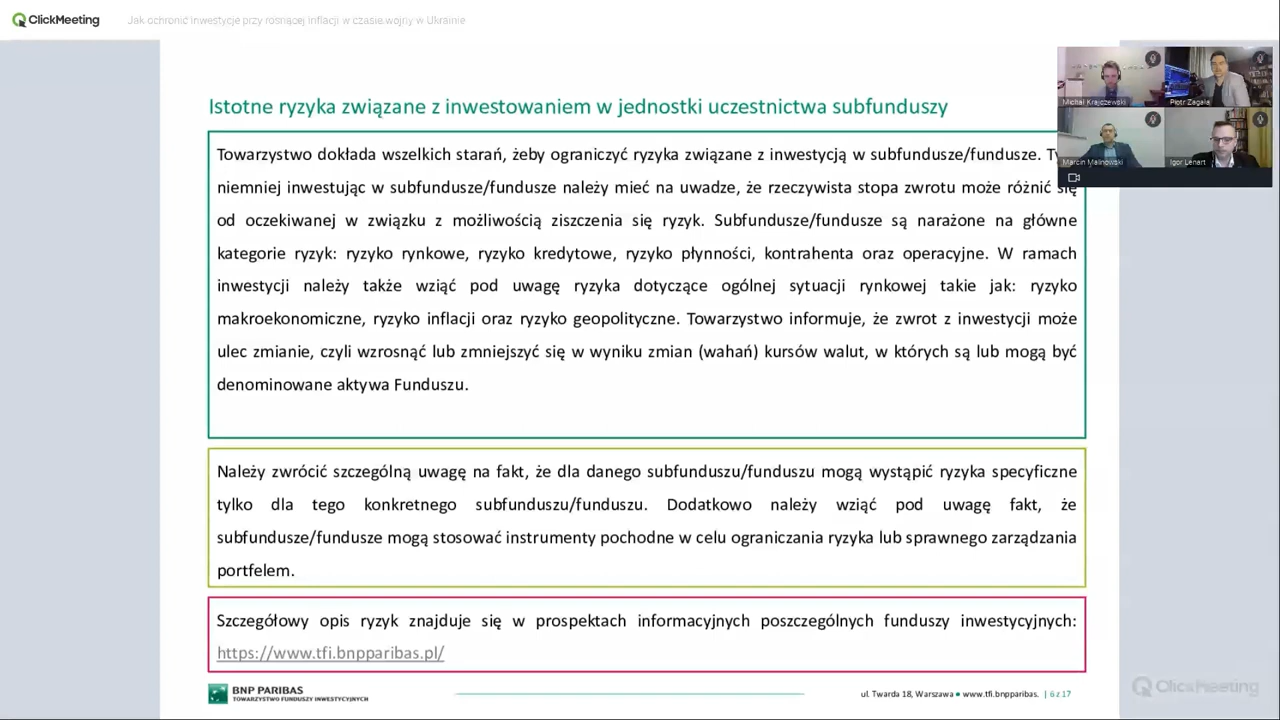 ClickMeeting
Jak ochronić inwestycje przy rosnącej inflacji w czasie wojny w Ukrainie
Istotne ryzyka związane z inwestowaniem w jednostki uczestnictwa subfunduszy
Michał Krajczewski
Piotr Zagała
Marcin Malinowski
Igor Lenart
Towarzystwo dokłada wszelkich starań, żeby ograniczyć ryzyka związane z inwestycją w subfundusze/fundusze.
niemniej inwestując w subfundusze/fundusze należy mieć na uwadze, że rzeczywista stopa zwrotu może różnić się
od oczekiwanej w związku z możliwością ziszczenia się ryzyk. Subfundusze/fundusze są narażone na główne
kategorie ryzyk: ryzyko rynkowe, ryzyko kredytowe, ryzyko płynności, kontrahenta oraz operacyjne. W ramach
inwestycji należy także wziąć pod uwagę ryzyka dotyczące ogólnej sytuacji rynkowej takie jak: ryzyko
makroekonomiczne, ryzyko inflacji oraz ryzyko geopolityczne. Towarzystwo informuje, że zwrot z inwestycji może
ulec zmianie, czyli wzrosnąć lub zmniejszyć się w wyniku zmian (wahań) kursów walut, w których są lub mogą być
denominowane aktywa Funduszu.
Należy zwrócić szczególną uwagę na fakt, że dla danego subfunduszu/funduszu mogą wystąpić ryzyka specyficzne
tylko dla tego konkretnego subfunduszu/funduszu. Dodatkowo należy wziąć pod uwagę fakt, że
subfundusze/fundusze mogą stosować instrumenty pochodne w celu ograniczania ryzyka lub sprawnego zarządzania
portfelem.
Szczegółowy opis ryzyk znajduje się w prospektach informacyjnych poszczególnych funduszy inwestycyjnych:
https://www.tfi.bnpparibas.pl/
BNP PARIBAS
TOWARZYSTWO FUNDUSZY INWESTYCYJNYCH
ul. Twarda 18, Warszawa • www.tfi.bnpparibas. | 6 z 17
ClickMeeting